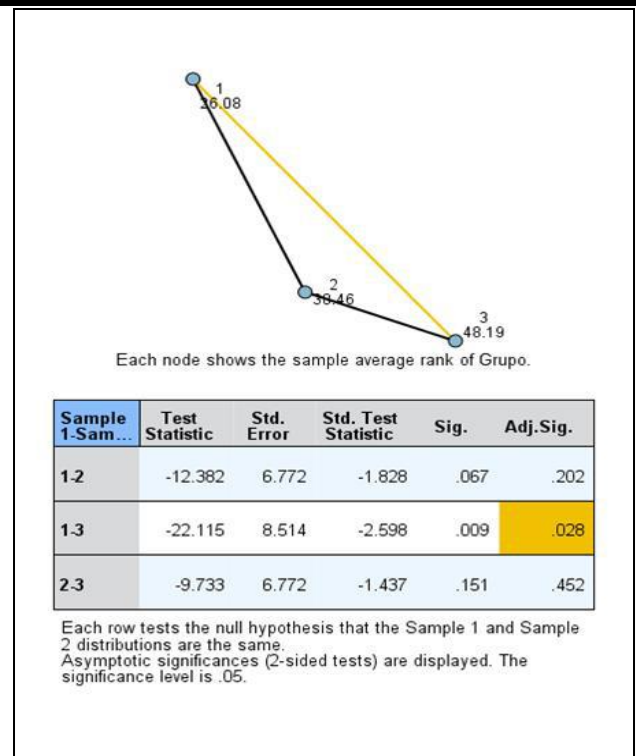 1
26.08
2
38.46
3
48.19
Each node shows the sample average rank of Grupo.
Sample 1-Sam... Test Statistic Std. Error Std. Test Statistic Sig. Adj.Sig.
1-2 -12.382 6.772 -1.828 .067 .202
1-3 -22.115 8.514 -2.598 .009 .028
2-3 -9.733 6.772 -1.437 .151 .452
Each row tests the null hypothesis that the Sample 1 and Sample
2 distributions are the same.
Asymptotic significances (2-sided tests) are displayed. The
significance level is .05.